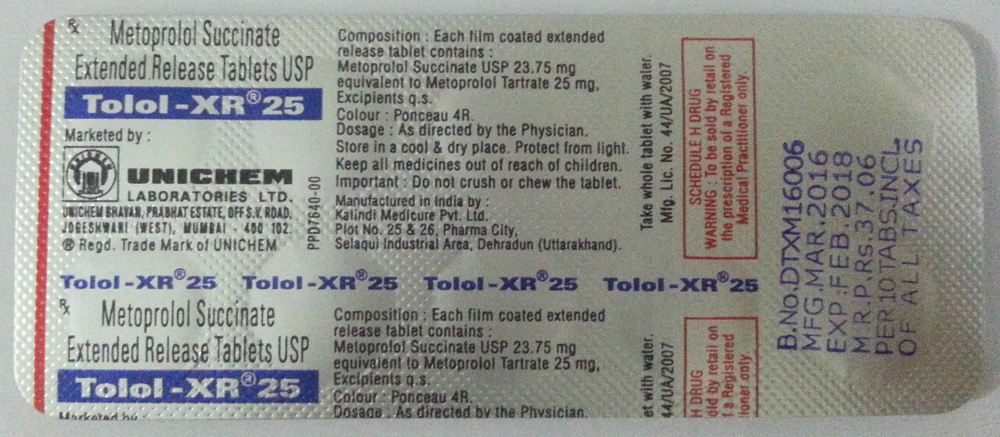 Rx Metoprolol Succinate
Extended Release Tablets USP
Tolol-XR® 25
Marketed by :
UNICHEM
LABORATORIES LTD.
UNICHEM BHAVAN, PRABHAT ESTATE, OFF S.V. ROAD,
JOGESHWARI (WEST), MUMBAI - 400 102.
® Regd. Trade Mark of UNICHEM
PPD7640-00
Composition : Each film coated extended
release tablet contains :
Metoprolol Succinate USP 23.75 mg
equivalent to Metoprolol Tartrate 25 mg,
Excipients q.s.
Colour : Ponceau 4R.
Dosage : As directed by the Physician.
Store in a cool & dry place. Protect from light.
Keep all medicines out of reach of children.
Important : Do not crush or chew the tablet.
Manufactured in India by :
Kalindi Medicure Pvt. Ltd.
Plot No. 25 & 26, Pharma City,
Selaqui Industrial Area, Dehradun (Uttarakhand).
Take whole tablet with water.
Mfg. Lic. No. 44/UA/2007
SCHEDULE H DRUG
WARNING : To be sold by retail on
the prescription of a Registered
Medical Practitioner only.
B.No.DTXM16006
MFG.MAR.2016
EXP.FEB.2018
M.R.P.Rs.37.06
PER10TABS.INCL
OF ALL TAXES
Tolol-XR® 25 Tolol-XR® 25 Tolol-XR® 25 Tolol-XR® 25
Rx Metoprolol Succinate
Extended Release Tablets USP
Tolol-XR® 25
Marketed by :
Composition : Each film coated extended
release tablet contains :
Metoprolol Succinate USP 23.75 mg
equivalent to Metoprolol Tartrate 25 mg,
Excipients q.s.
Colour : Ponceau 4R.
Dosage : As directed by the Physician.
et with water.
44/UA/2007
H DRUG
old by retail on
f a Registered
tioner only.